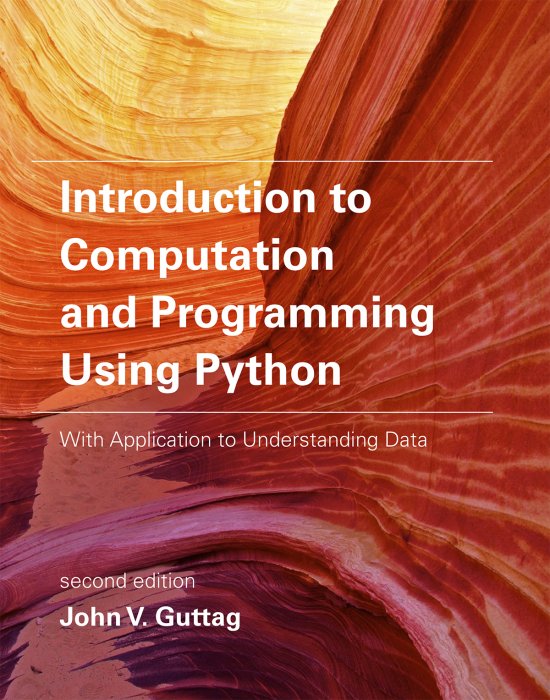 Introduction to
Computation
and Programming
Using Python
With Application to Understanding Data
second edition
John V. Guttag